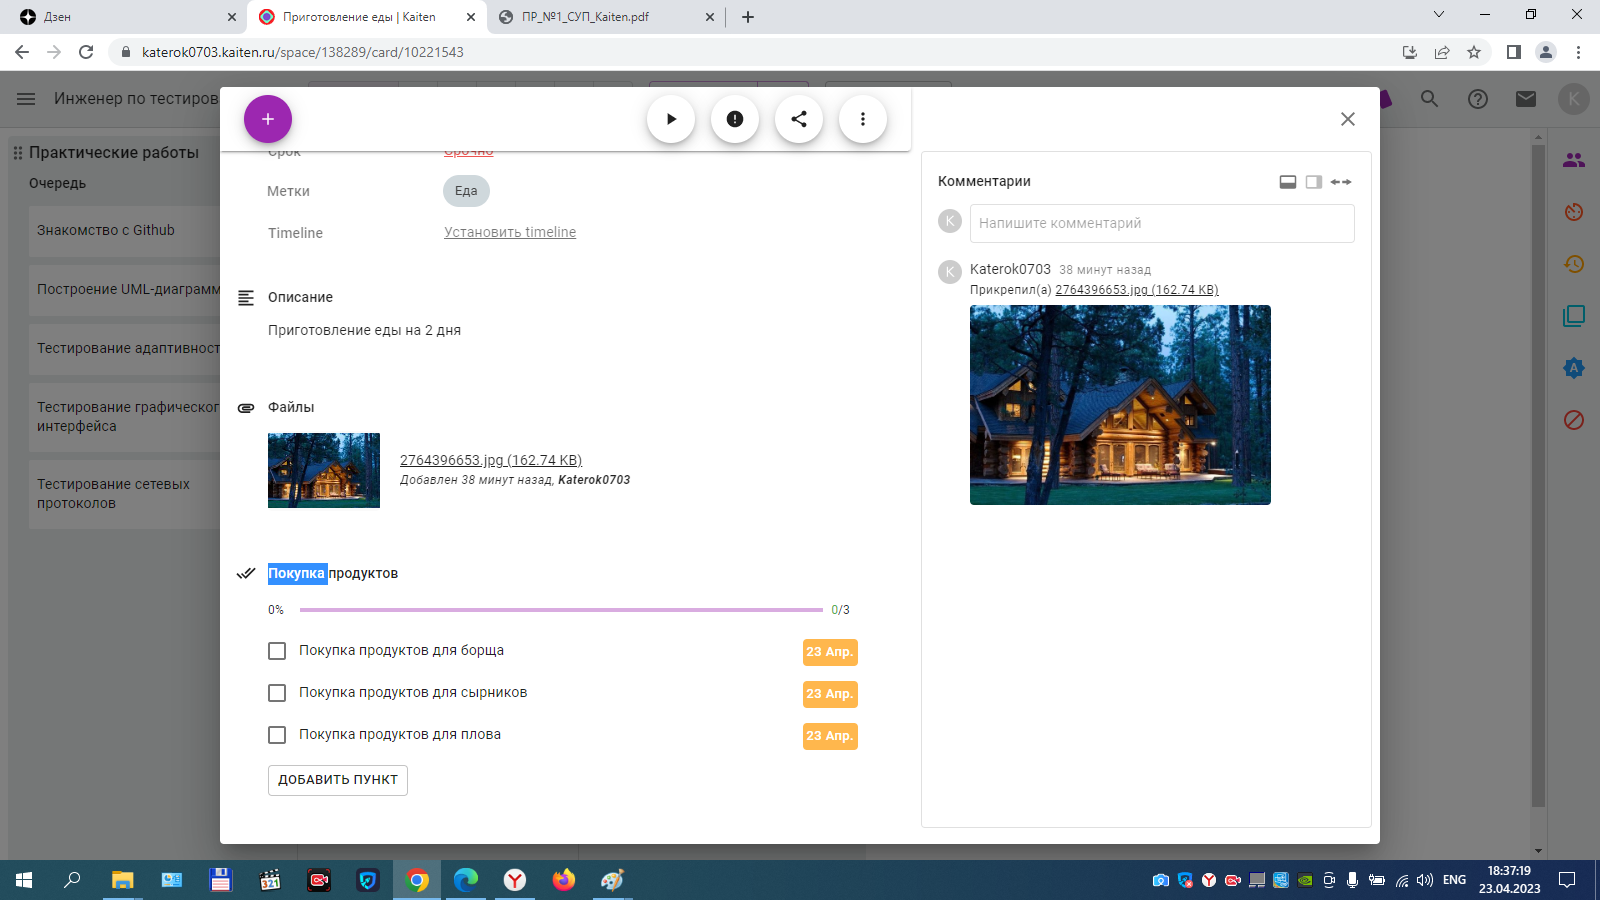 Дзен
Приготовление еды | Kaiten
ПР_№1_СУП_Kaiten.pdf
katerok0703.kaiten.ru/space/138289/card/10221543
Инженер по тестиров
K
Практические работы
Очередь
Знакомство с Github
Построение UML-диаграмм
Тестирование адаптивност
Тестирование графическог
интерфейса
Тестирование сетевых
протоколов
Срок
Срочно
Метки
Еда
Timeline
Установить timeline
Описание
Приготовление еды на 2 дня
Файлы
2764396653.jpg (162.74 KB)
Добавлен 38 минут назад, Katerok0703
Покупка продуктов
0%
0/3
Покупка продуктов для борща
23 Апр.
Покупка продуктов для сырников
23 Апр.
Покупка продуктов для плова
23 Апр.
ДОБАВИТЬ ПУНКТ
Комментарии
K
Напишите комментарий
K
Katerok0703 38 минут назад
Прикрепил(а) 2764396653.jpg (162.74 KB)
A
321
ENG
18:37:19
23.04.2023